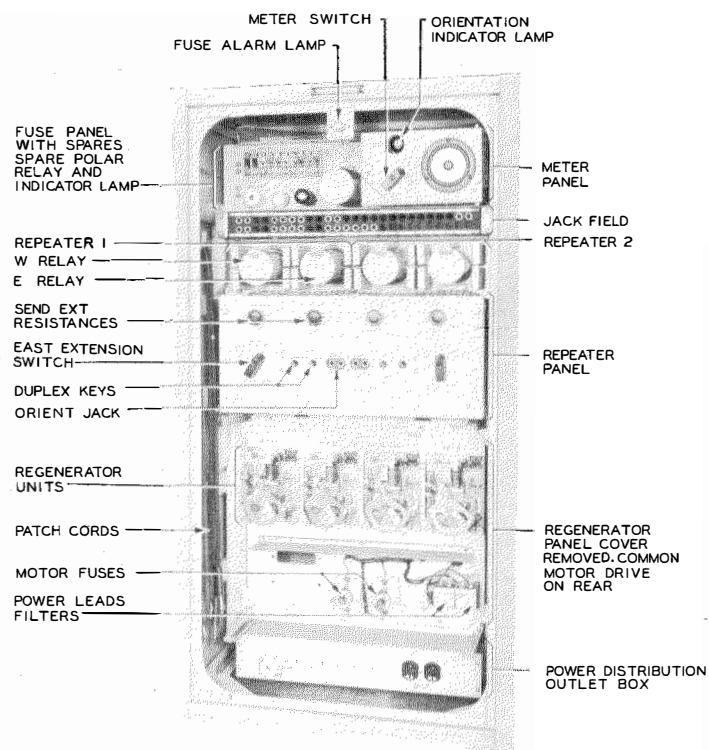 METER SWITCH
ORIENTATION
INDICATOR LAMP
FUSE ALARM LAMP
FUSE PANEL
WITH SPARES
SPARE POLAR
RELAY AND
INDICATOR LAMP
METER
PANEL
JACK FIELD
REPEATER 1
REPEATER 2
W RELAY
E RELAY
SEND EXT
RESISTANCES
EAST EXTENSION
SWITCH
REPEATER
PANEL
DUPLEX KEYS
ORIENT JACK
REGENERATOR
UNITS
PATCH CORDS
REGENERATOR
PANEL COVER
REMOVED.COMMON
MOTOR DRIVE
ON REAR
MOTOR FUSES
POWER LEADS
FILTERS
POWER DISTRIBUTION
OUTLET BOX